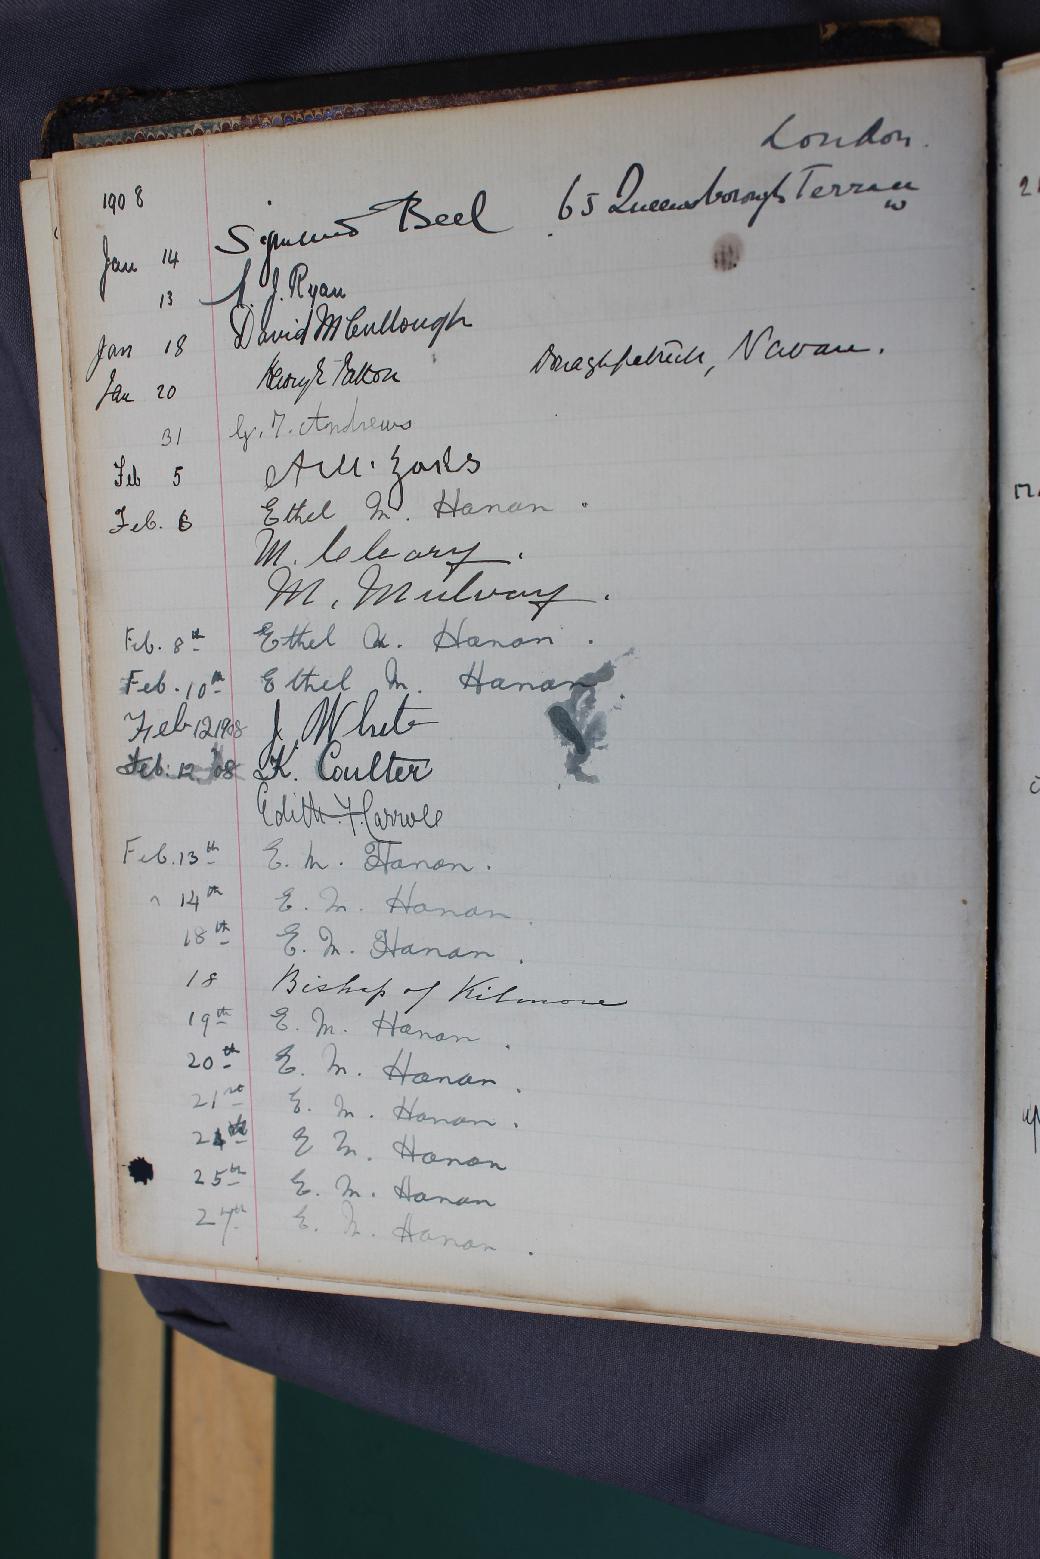 London.
1908
Jan 14 Sigmund Beel 65 Queensborough Terrace
W
13 J. J. Ryan
Jan 18 David McCullough
Jan 20 Henry E Patton Donaghpatrick, Navan.
31 G. T. Andrews
Feb 5
Feb. 6 Ethel M. Hanan.
M. Cleary.
M. Mulvany.
Feb. 8th Ethel M. Hanan.
Feb. 10th Ethel M. Hanan.
Feb 12 1908 J. White
Feb. 12 '08 K. Coulter
Edith
Feb. 13th E. M. Hanan.
" 14th E. M. Hanan.
18th E. M. Hanan.
18 Bishop of Kilmore
19th E. M. Hanan.
20th E. M. Hanan.
21st E. M. Hanan.
24th E M. Hanan
25th E. M. Hanan
27th E. M. Hanan.